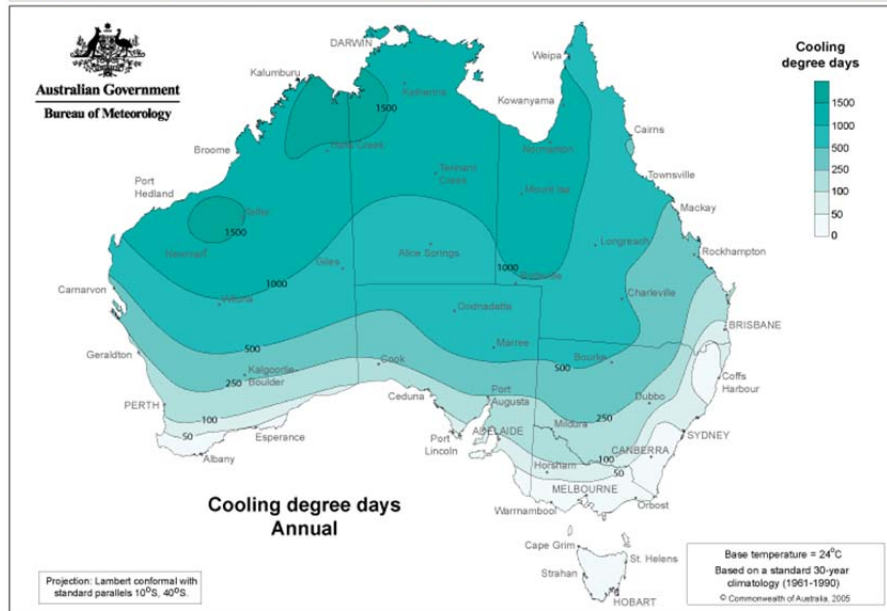 Australian Government
Bureau of Meteorology
Cooling
degree days
1500
1000
500
250
100
50
0
DARWIN
Weipa
Kalumburu
Katherine
Kowanyama
1500
Halls Creek
Cairns
Normanton
Broome
Tennant
Creek
Townsville
Port
Hedland
Mount Isa
Mackay
Telfer
1500
Longreach
Rockhampton
Newman
Alice Springs
Giles
1000
1000
Birdsville
Carnarvon
Wiluna
Charleville
Oodnadatta
BRISBANE
500
Marree
Bourke
Geraldton
Cook
500
Kalgoorlie-
Boulder
250
Coffs
Harbour
Port
Augusta
Dubbo
PERTH
Ceduna
250
100
Mildura
50
Esperance
ADELAIDE
SYDNEY
Port
Lincoln
CANBERRA
Albany
100
Horsham
50
MELBOURNE
Warrnambool
Orbost
Cooling degree days
Annual
Cape Grim
St. Helens
Strahan
HOBART
Projection: Lambert conformal with
standard parallels 10°S, 40°S.
Base temperature = 24°C
Based on a standard 30-year
climatology (1961-1990)
© Commonwealth of Australia, 2005